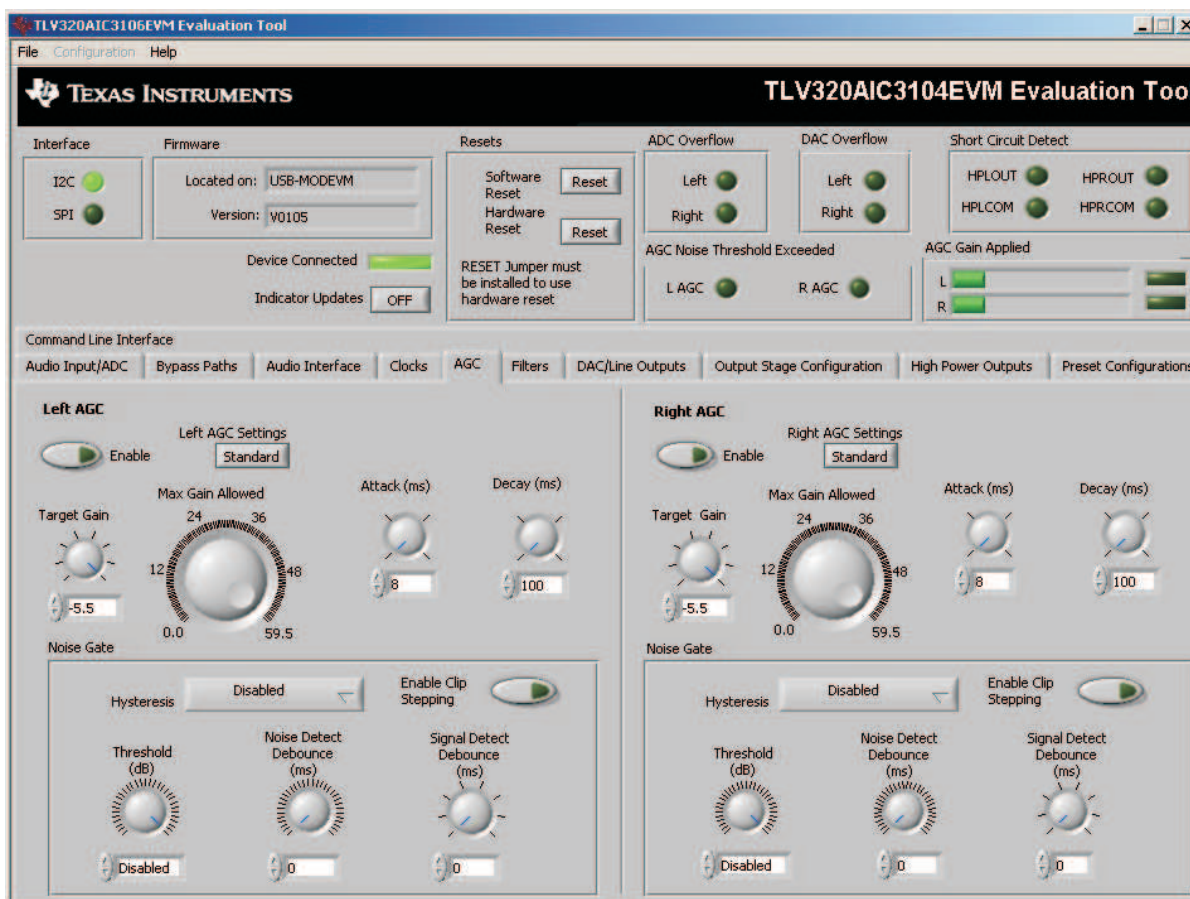 TLV320AIC3106EVM Evaluation Tool
File Configuration Help
TEXAS INSTRUMENTS
TLV320AIC3104EVM Evaluation Too
Interface
I2C
SPI
Firmware
Located on: USB-MODEVM
Version: V0105
Device Connected
Indicator Updates OFF
Resets
Software Reset Reset
Hardware Reset Reset
RESET Jumper must
be installed to use
hardware reset
ADC Overflow
Left
Right
DAC Overflow
Left
Right
Short Circuit Detect
HPLOUT HPROUT
HPLCOM HPRCOM
AGC Noise Threshold Exceeded
L AGC R AGC
AGC Gain Applied
L
R
Command Line Interface
Audio Input/ADC Bypass Paths Audio Interface Clocks AGC Filters DAC/Line Outputs Output Stage Configuration High Power Outputs Preset Configurations
Left AGC
Enable
Left AGC Settings
Standard
Target Gain
-5.5
Max Gain Allowed
0.0 12 24 36 48 59.5
Attack (ms)
8
Decay (ms)
100
Noise Gate
Hysteresis Disabled
Enable Clip
Stepping
Threshold
(dB)
Disabled
Noise Detect
Debounce
(ms)
0
Signal Detect
Debounce
(ms)
0
Right AGC
Enable
Right AGC Settings
Standard
Target Gain
-5.5
Max Gain Allowed
0.0 12 24 36 48 59.5
Attack (ms)
8
Decay (ms)
100
Noise Gate
Hysteresis Disabled
Enable Clip
Stepping
Threshold
(dB)
Disabled
Noise Detect
Debounce
(ms)
0
Signal Detect
Debounce
(ms)
0